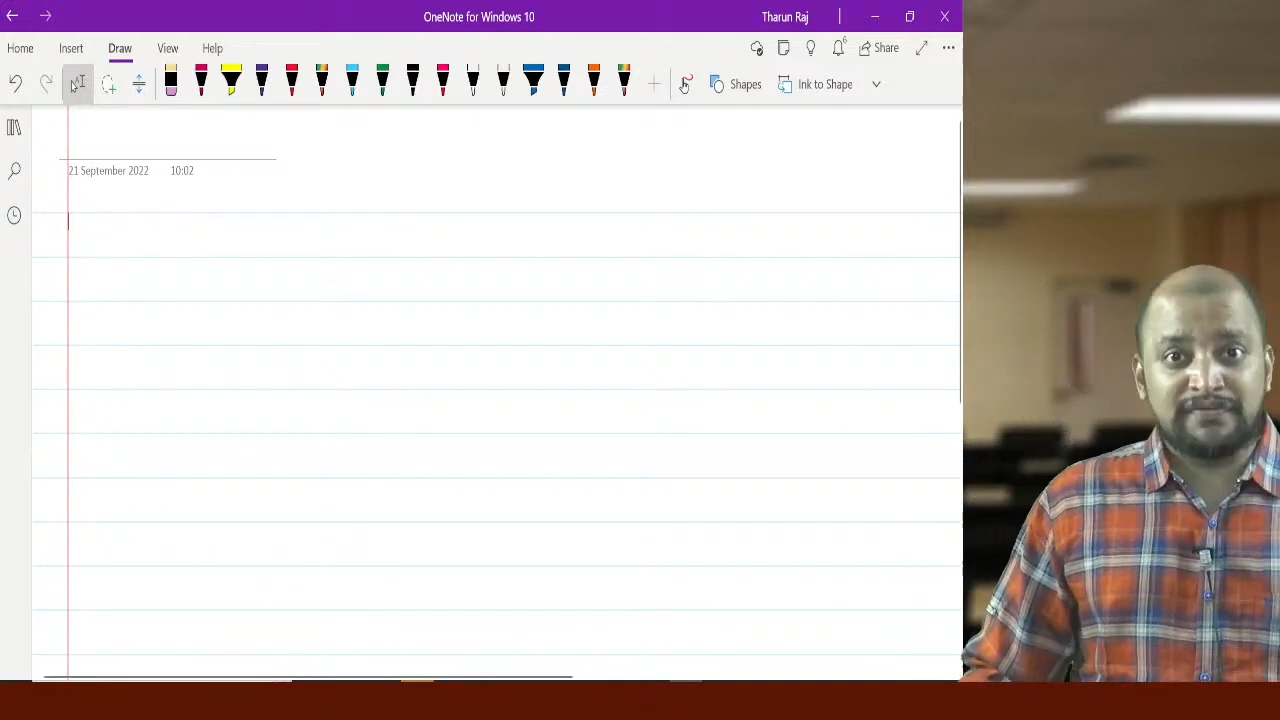 OneNote for Windows 10
Tharun Raj
Home Insert Draw View Help
6
Share
Shapes
Ink to Shape
21 September 2022 10:02